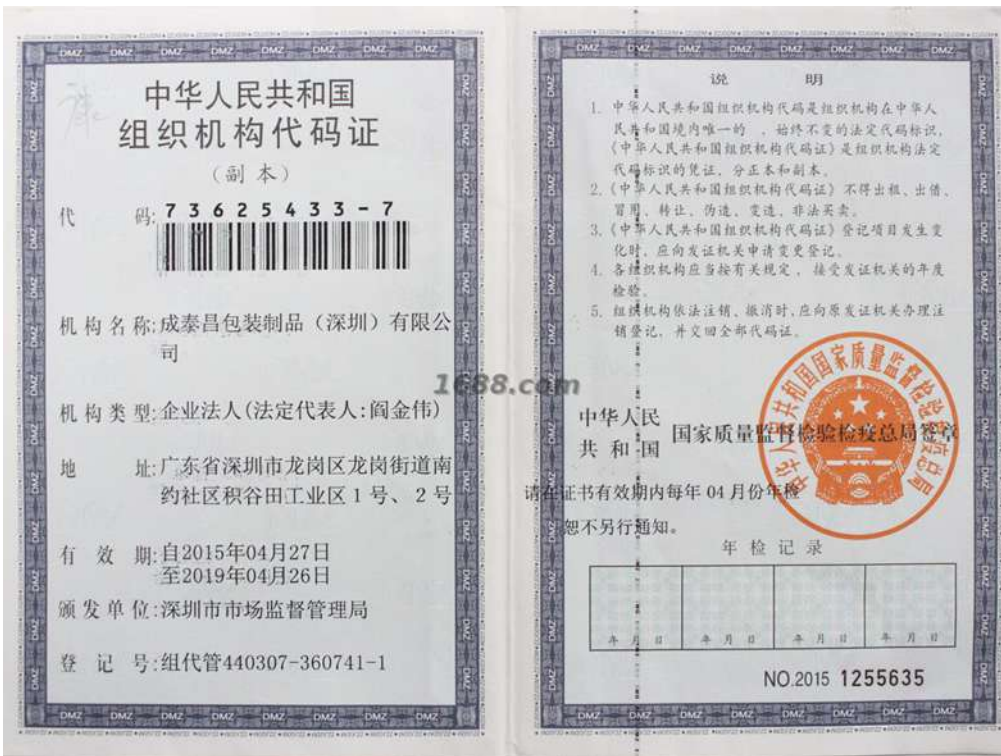 中华人民共和国
组织机构代码证
（副本）
代 码: 73625433-7
机构名称: 成泰昌包装制品（深圳）有限公
司
机构类型: 企业法人(法定代表人:阎金伟)
地 址: 广东省深圳市龙岗区龙岗街道南
约社区积谷田工业区1号、2号
有效期: 自2015年04月27日
至2019年04月26日
颁发单位: 深圳市市场监督管理局
登记号: 组代管440307-360741-1
说 明
1. 中华人民共和国组织机构代码是组织机构在中华人
民共和国境内唯一的 、始终不变的法定代码标识，
《中华人民共和国组织机构代码证》是组织机构法定
代码标识的凭证，分正本和副本。
2.《中华人民共和国组织机构代码证》不得出租、出借、
冒用、转让、伪造、变造、非法买卖。
3.《中华人民共和国组织机构代码证》登记项目发生变
化时，应向发证机关申请变更登记。
4. 各组织机构应当按有关规定，接受发证机关的年度
检验。
5. 组织机构依法注销、撤消时，应向原发证机关办理注
销登记，并交回全部代码证。
1688.com
中华人民
共和国 国家质量监督检验检疫总局签章
中华人民共和国国家质量监督检验检疫总局
请在证书有效期内每年04月份年检
恕不另行通知。
年检记录
年 月 日 年 月 日 年 月 日 年 月 日
NO.2015 1255635
DMZ